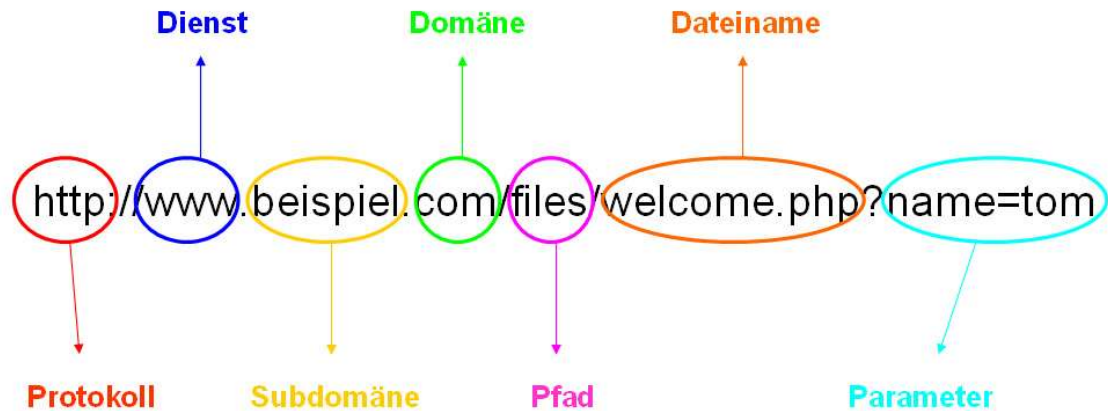 Dienst Domäne Dateiname
http://www.beispiel.com/files/welcome.php?name=tom
Protokoll Subdomäne Pfad Parameter